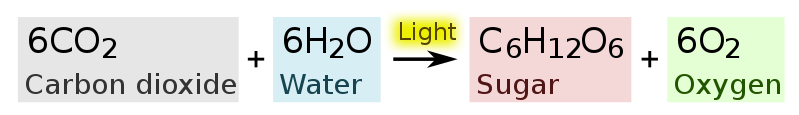 6CO₂ + 6H₂O Light C₆H₁₂O₆ + 6O₂
Carbon dioxide Water Sugar Oxygen